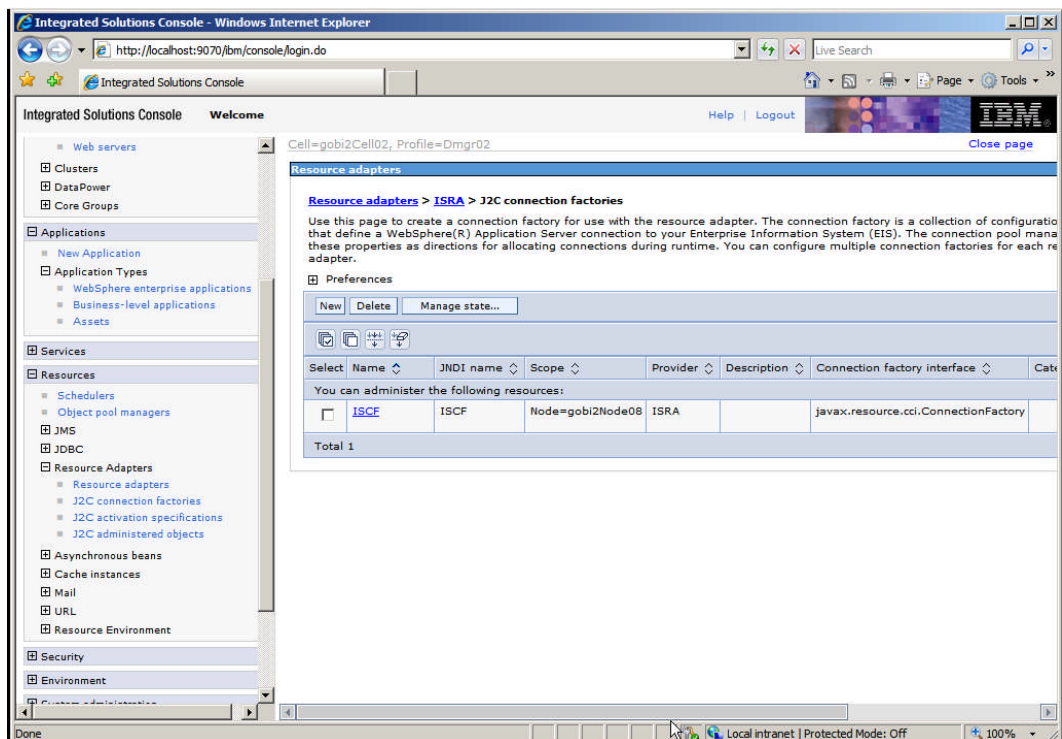 Integrated Solutions Console - Windows Internet Explorer
http://localhost:9070/ibm/console/login.do
Live Search
Integrated Solutions Console
Page
Tools
Integrated Solutions Console Welcome
Help | Logout
IBM.
Web servers
Clusters
DataPower
Core Groups
Applications
New Application
Application Types
WebSphere enterprise applications
Business-level applications
Assets
Services
Resources
Schedulers
Object pool managers
JMS
JDBC
Resource Adapters
Resource adapters
J2C connection factories
J2C activation specifications
J2C administered objects
Asynchronous beans
Cache instances
Mail
URL
Resource Environment
Security
Environment
System administration
Cell=gobi2Cell02, Profile=Dmgr02
Close page
Resource adapters
Resource adapters > ISRA > J2C connection factories
Use this page to create a connection factory for use with the resource adapter. The connection factory is a collection of configuratio
that define a WebSphere(R) Application Server connection to your Enterprise Information System (EIS). The connection pool mana
these properties as directions for allocating connections during runtime. You can configure multiple connection factories for each re
adapter.
Preferences
New Delete Manage state...
Select Name JNDI name Scope Provider Description Connection factory interface Cate
You can administer the following resources:
ISCF ISCF Node=gobi2Node08 ISRA javax.resource.cci.ConnectionFactory
Total 1
Done
Local intranet | Protected Mode: Off
100%